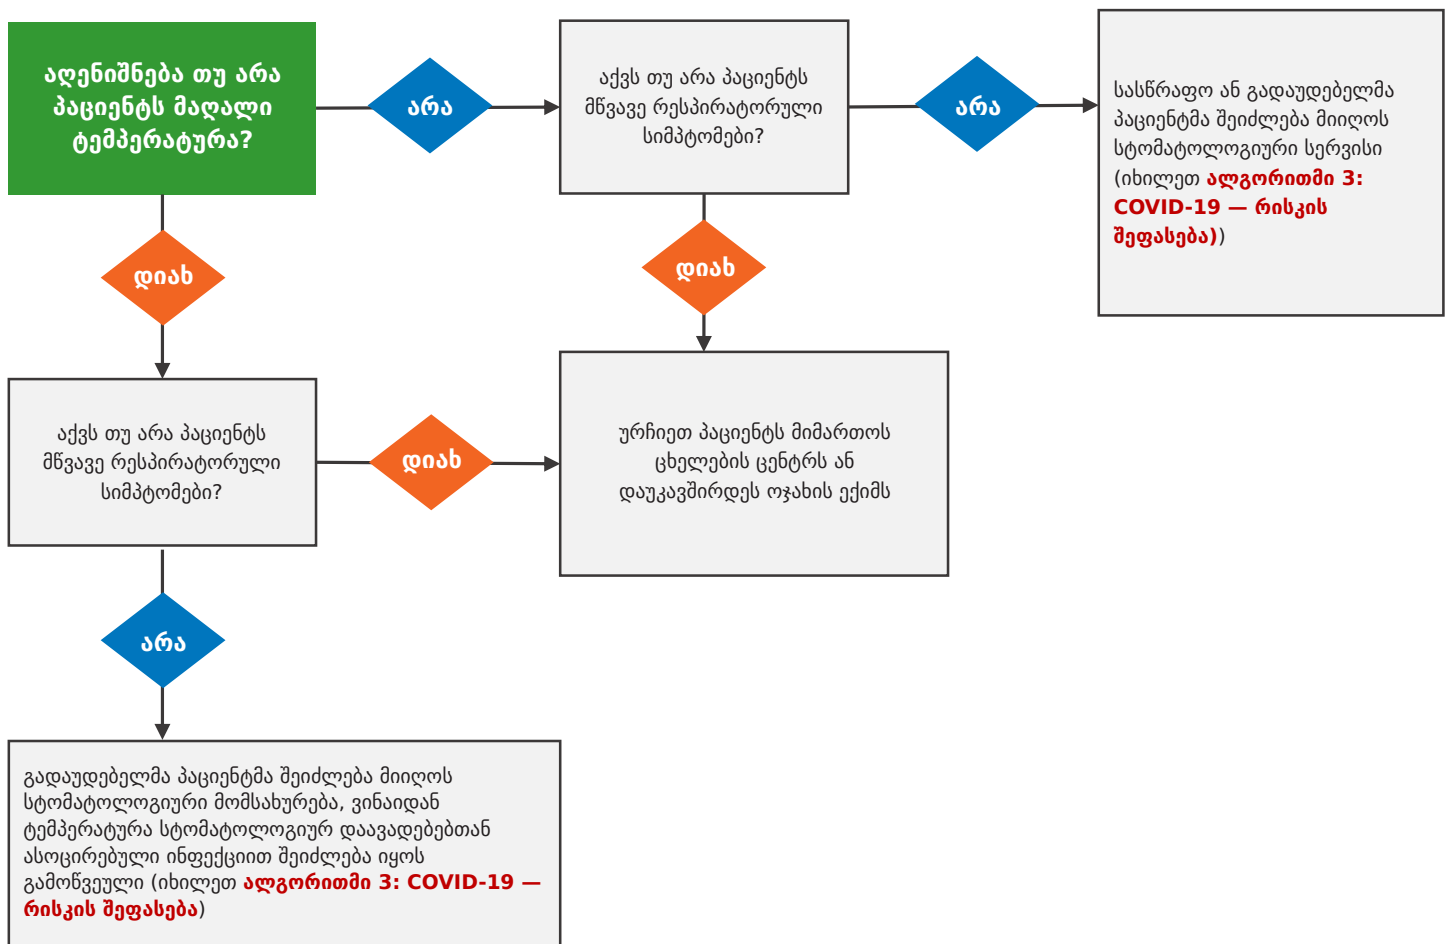 აღენიშნება თუ არა
პაციენტს მაღალი
ტემპერატურა?
არა
აქვს თუ არა პაციენტს
მწვავე რესპირატორული
სიმპტომები?
არა
სასწრაფო ან გადაუდებელმა
პაციენტმა შეიძლება მიიღოს
სტომატოლოგიური სერვისი
(იხილეთ ალგორითმი 3:
COVID-19 — რისკის
შეფასება))
დიახ
დიახ
აქვს თუ არა პაციენტს
მწვავე რესპირატორული
სიმპტომები?
დიახ
ურჩიეთ პაციენტს მიმართოს
ცხელების ცენტრს ან
დაუკავშირდეს ოჯახის ექიმს
არა
გადაუდებელმა პაციენტმა შეიძლება მიიღოს
სტომატოლოგიური მომსახურება, ვინაიდან
ტემპერატურა სტომატოლოგიურ დაავადებებთან
ასოცირებული ინფექციით შეიძლება იყოს
გამოწვეული (იხილეთ ალგორითმი 3: COVID-19 —
რისკის შეფასება)